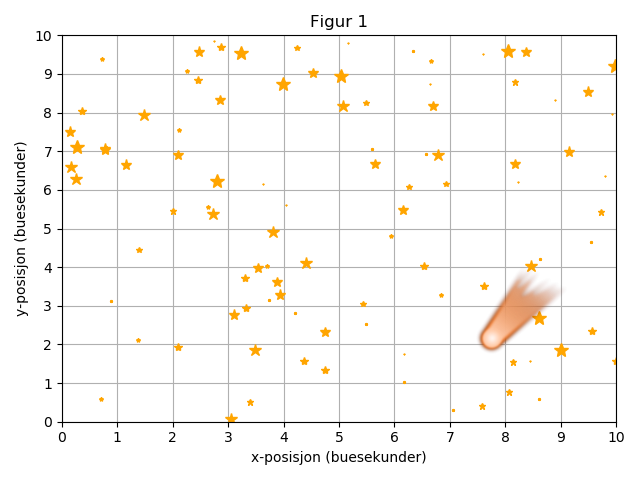 Figur 1
10
9
8
7
6
5
4
3
2
1
0
0 1 2 3 4 5 6 7 8 9 10
y-posisjon (buesekunder)
x-posisjon (buesekunder)